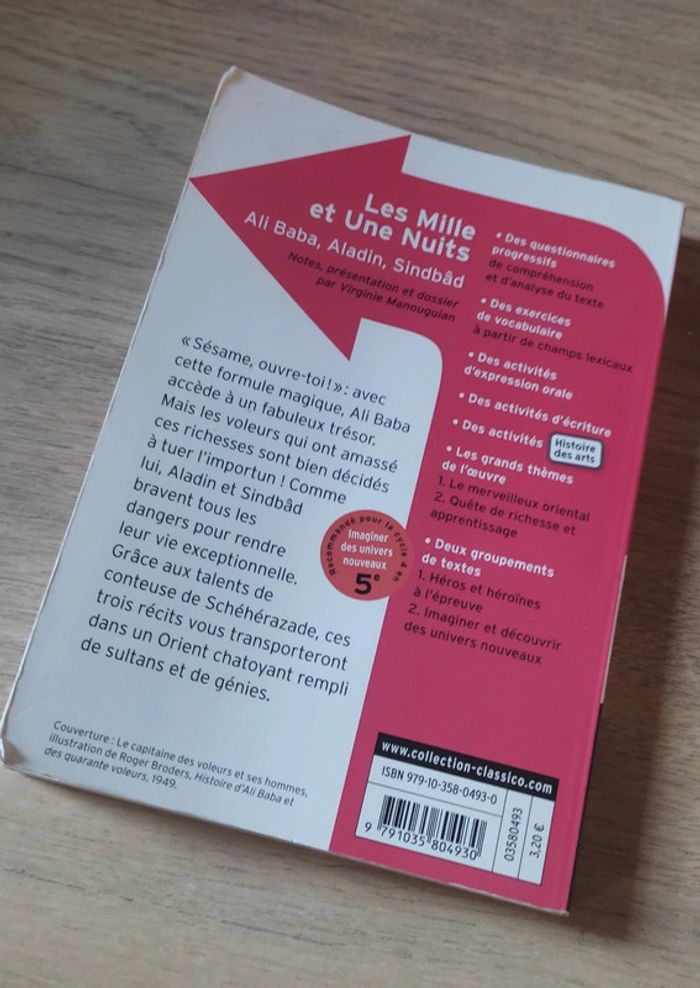 Les Mille
et Une Nuits
Ali Baba, Aladin, Sindbâd
Notes, présentation et dossier
par Virginie Manouguian
« Sésame, ouvre-toi ! » : avec
cette formule magique, Ali Baba
accède à un fabuleux trésor.
Mais les voleurs qui ont amassé
ces richesses sont bien décidés
à tuer l'importun ! Comme
lui, Aladin et Sindbâd
bravent tous les
dangers pour rendre
leur vie exceptionnelle.
Grâce aux talents de
conteuse de Schéhérazade, ces
trois récits vous transporteront
dans un Orient chatoyant rempli
de sultans et de génies.
Recommandé pour le cycle 4 en
Imaginer
des univers
nouveaux
5e
• Des questionnaires
progressifs
de compréhension
et d'analyse du texte
• Des exercices
de vocabulaire
à partir de champs lexicaux
• Des activités
d'expression orale
• Des activités d'écriture
• Des activités Histoire
des arts
• Les grands thèmes
de l'œuvre
1. Le merveilleux oriental
2. Quête de richesse et
apprentissage
• Deux groupements
de textes
1. Héros et héroïnes
à l'épreuve
2. Imaginer et découvrir
des univers nouveaux
Couverture : Le capitaine des voleurs et ses hommes,
illustration de Roger Broders, Histoire d'Ali Baba et
des quarante voleurs, 1949.
www.collection-classico.com
ISBN 979-10-358-0493-0
9 791035 804930
03580493
3,20 €